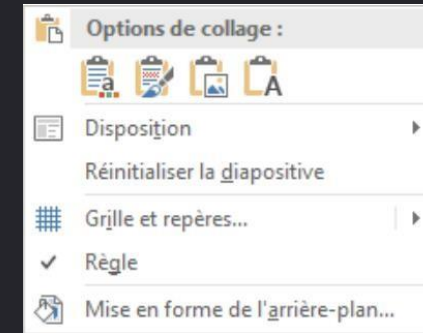 Options de collage :
Disposition
Réinitialiser la diapositive
Grille et repères...
Règle
Mise en forme de l'arrière-plan...